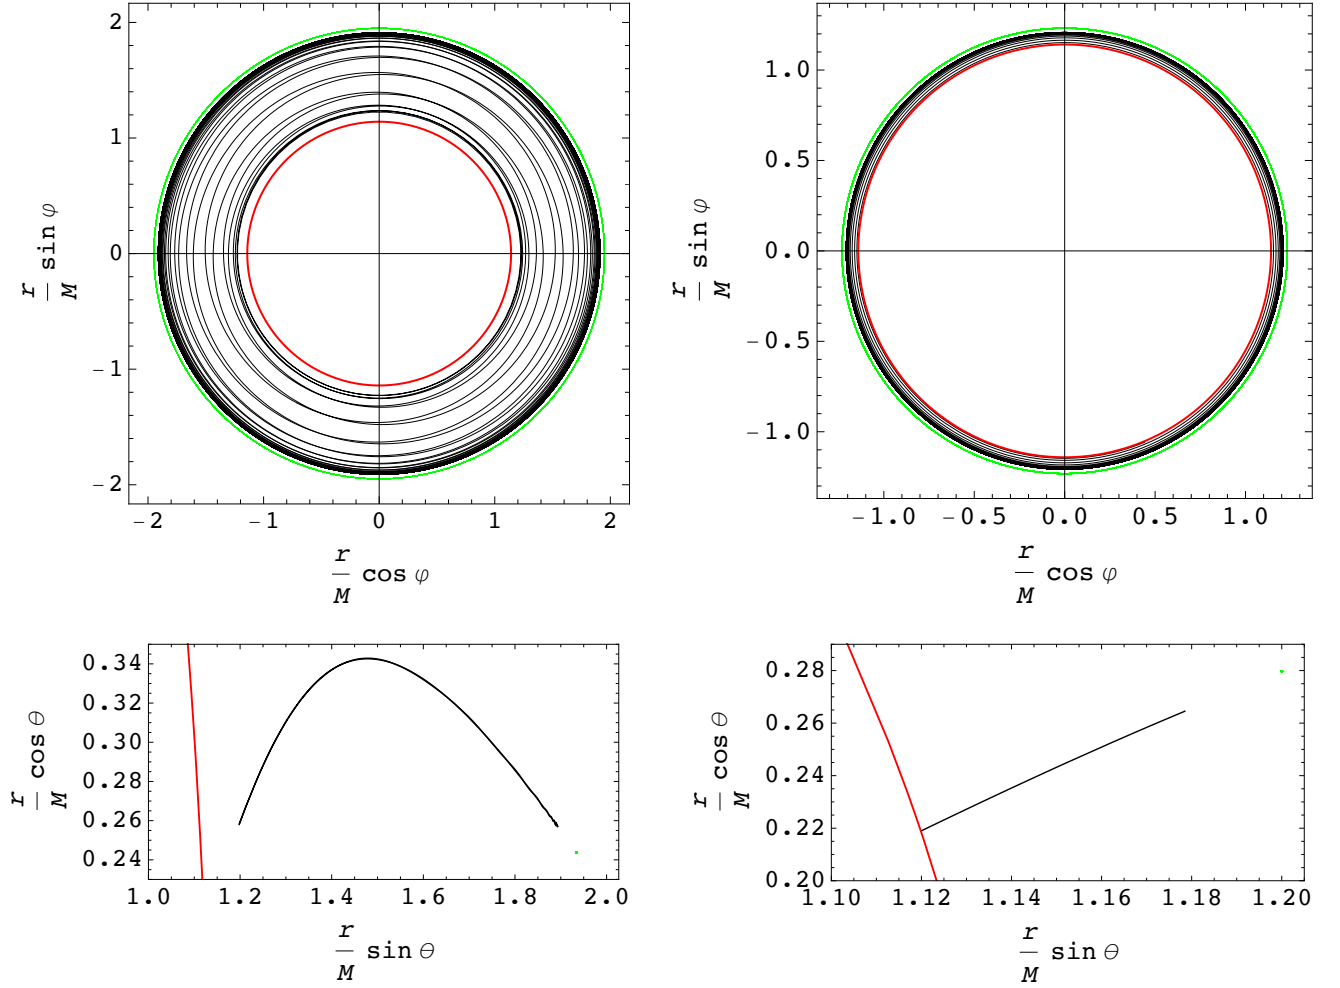 2
1
0
−1
−2
r/M sin φ
−2 −1 0 1 2
r/M cos φ
1.0
0.5
0.0
−0.5
−1.0
r/M sin φ
−1.0 −0.5 0.0 0.5 1.0
r/M cos φ
0.34
0.32
0.30
0.28
0.26
0.24
r/M cos θ
1.0 1.2 1.4 1.6 1.8 2.0
r/M sin θ
0.28
0.26
0.24
0.22
0.20
r/M cos θ
1.10 1.12 1.14 1.16 1.18 1.20
r/M sin θ